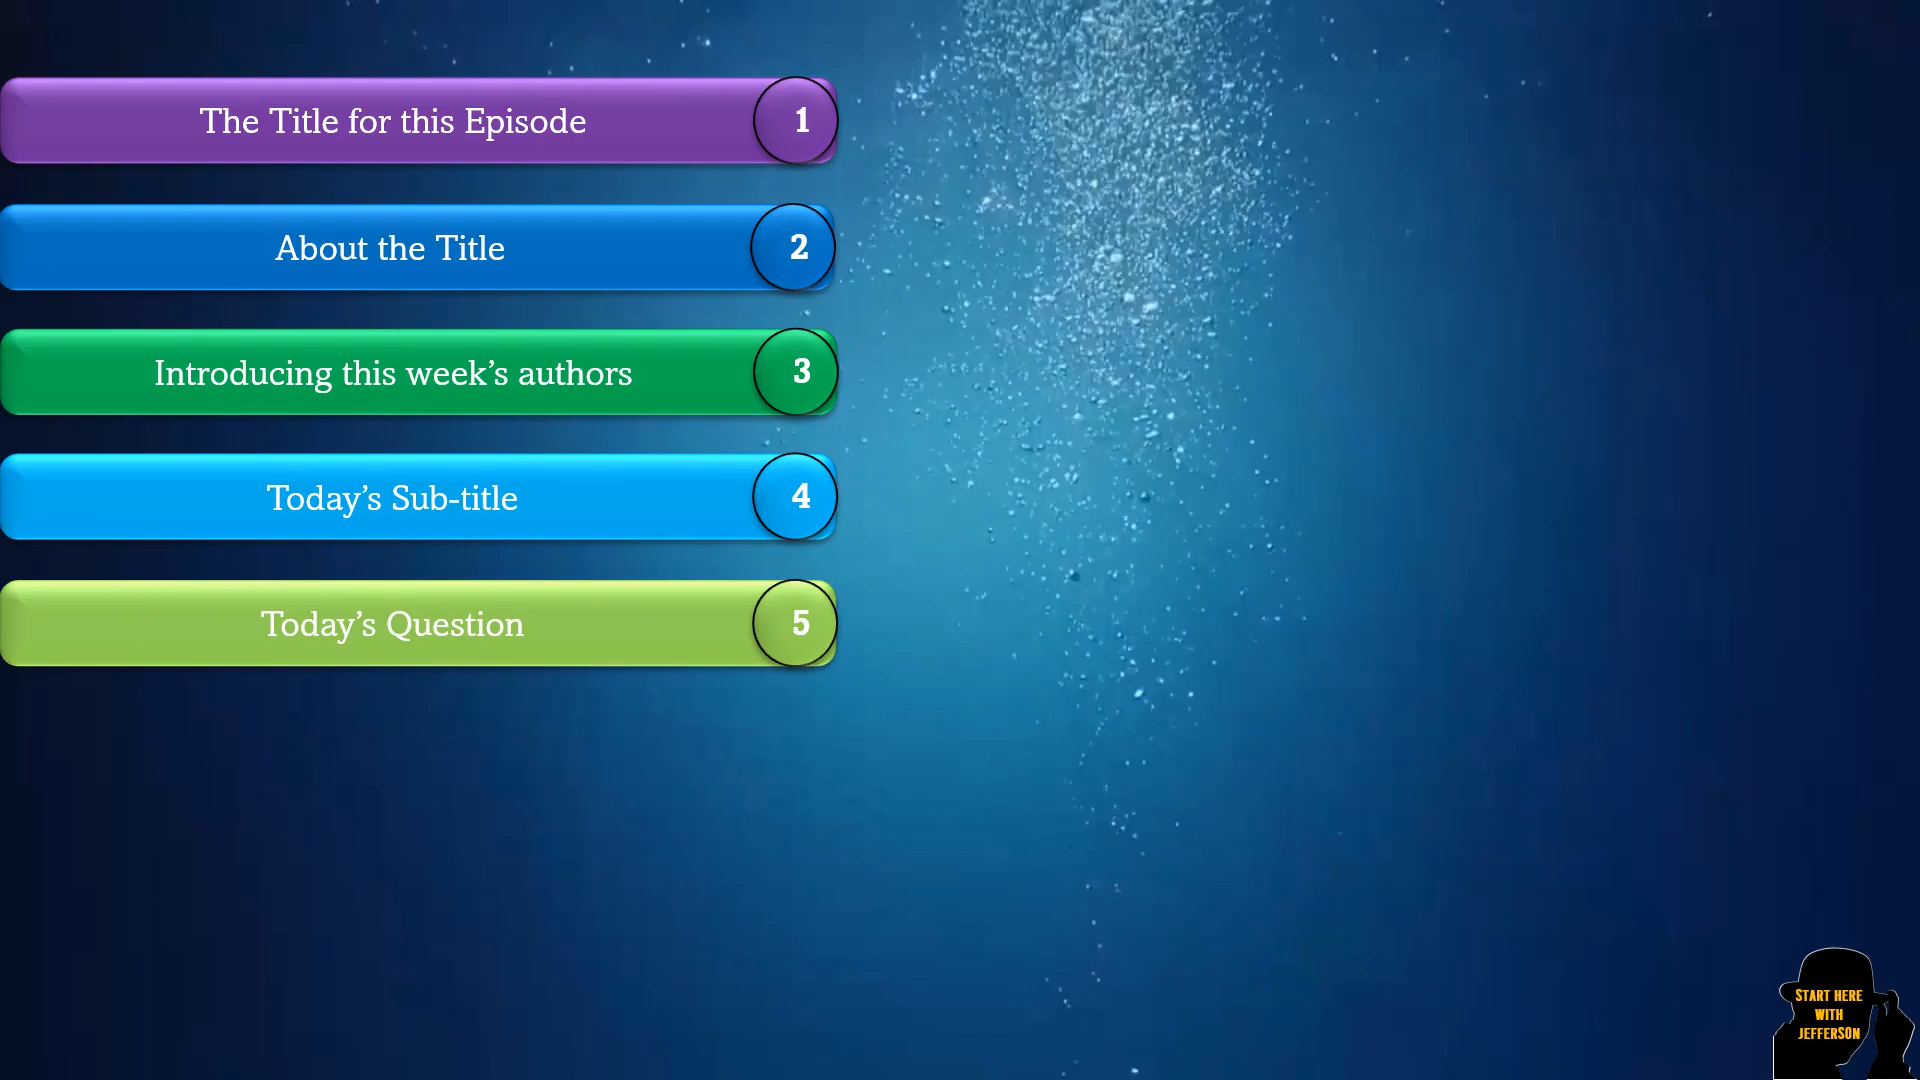 The Title for this Episode
1
About the Title
2
Introducing this week’s authors
3
Today’s Sub-title
4
Today’s Question
5
START HERE
WITH
JEFFERSON